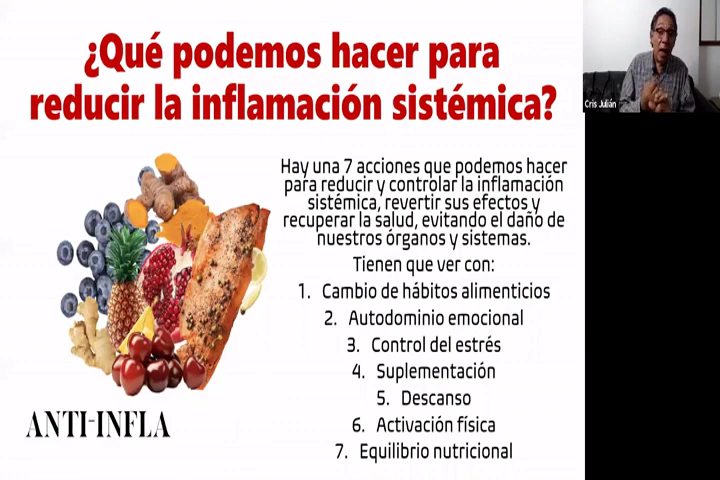 ¿Qué podemos hacer para
reducir la inflamación sistémica?
Cris Julián
Hay una 7 acciones que podemos hacer
para reducir y controlar la inflamación
sistémica, revertir sus efectos y
recuperar la salud, evitando el daño de
nuestros órganos y sistemas.
Tienen que ver con:
1. Cambio de hábitos alimenticios
2. Autodominio emocional
3. Control del estrés
4. Suplementación
5. Descanso
6. Activación física
7. Equilibrio nutricional
ANTI-INFLA